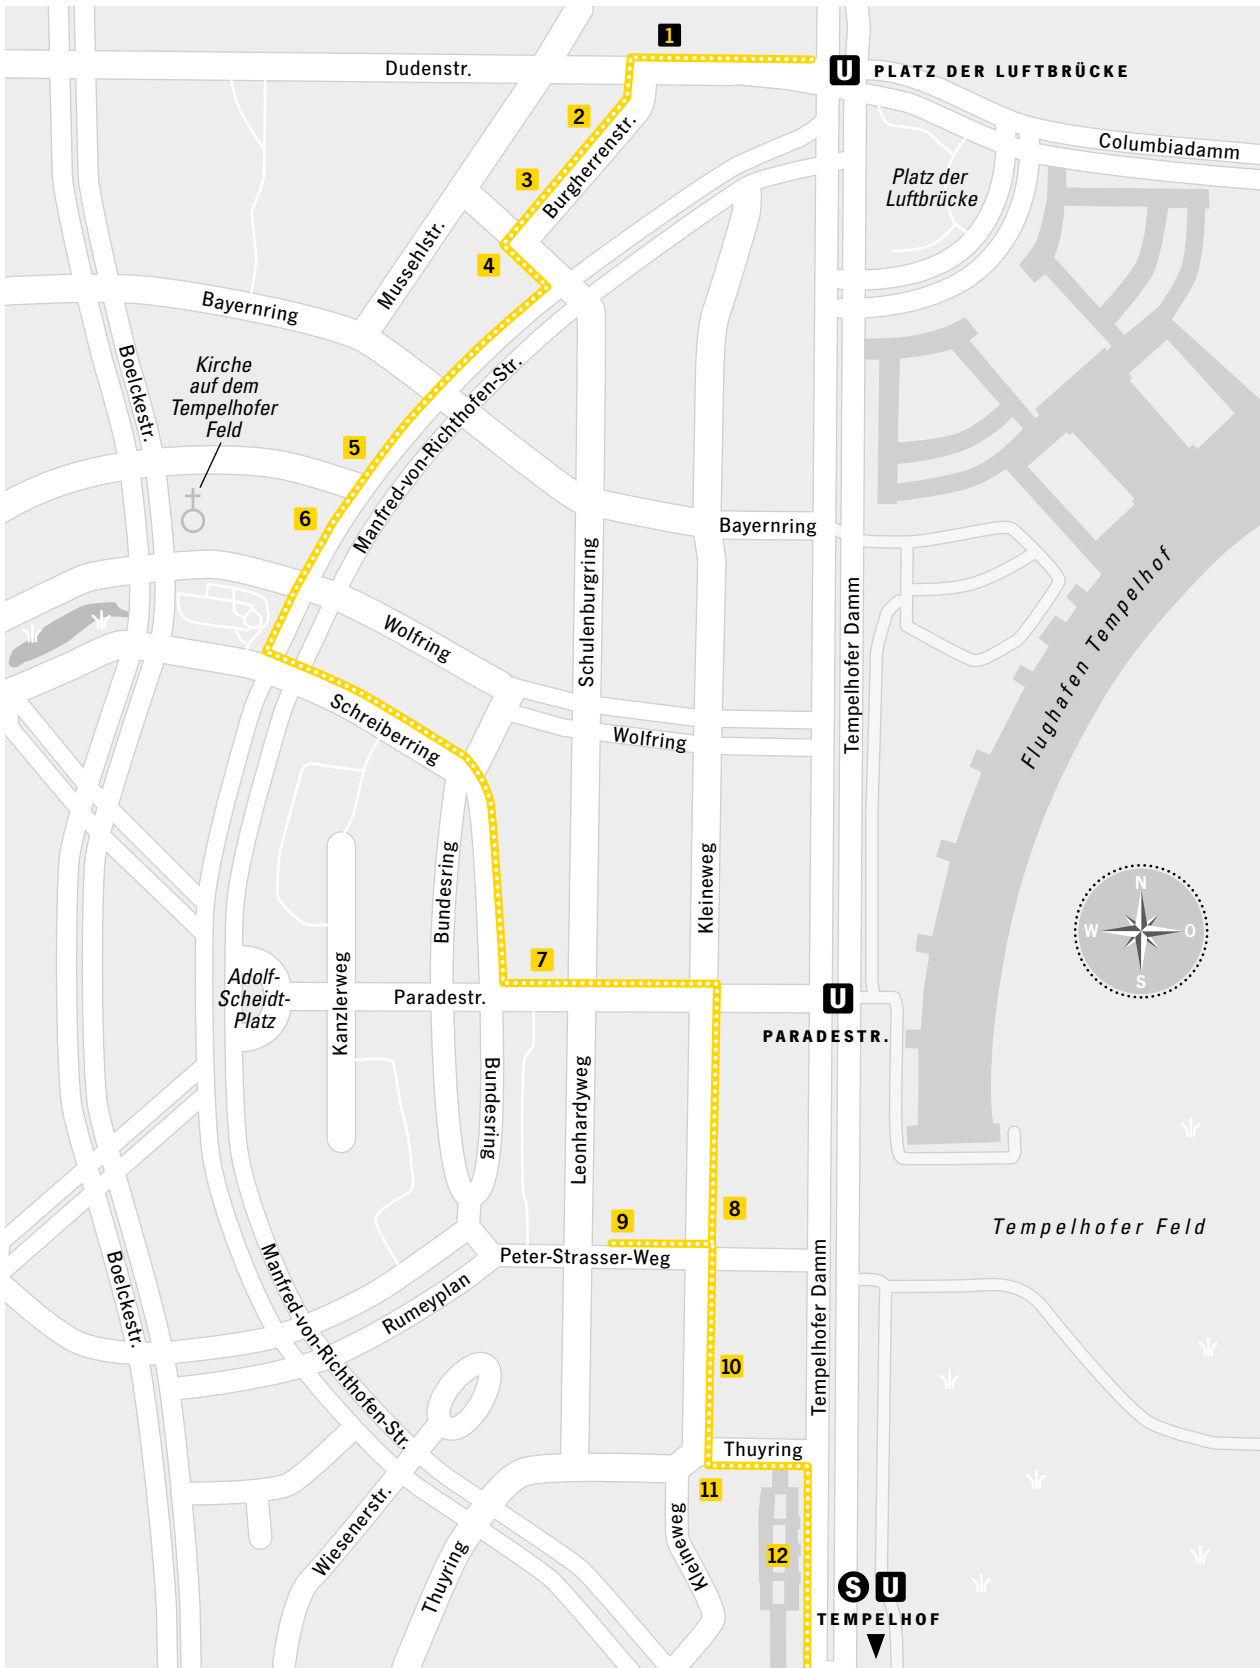 1
Dudenstr.
U PLATZ DER LUFTBRÜCKE
2
Burgherrenstr.
Columbiadamm
3
Platz der
Luftbrücke
4
Mussehlstr.
Bayernring
Boelckestr.
Kirche
auf dem
Tempelhofer
Feld
5
Manfred-von-Richthofen-Str.
6
Bayernring
Schulenburgring
Tempelhofer Damm
Flughafen Tempelhof
Wolfring
Schreiberring
Wolfring
Bundesring
Kleineweg
N
W O
S
7
Adolf-
Scheidt-
Platz
Kanzlerweg
Paradestr.
U
PARADESTR.
Bundesring
Leonhardyweg
8
9
Tempelhofer Feld
Peter-Strasser-Weg
Boelckestr.
Manfred-von-Richthofen-Str.
Rumeyplan
Tempelhofer Damm
10
Thuyring
11
Wiesenerstr.
Thuyring
Kleineweg
12
S U
TEMPELHOF